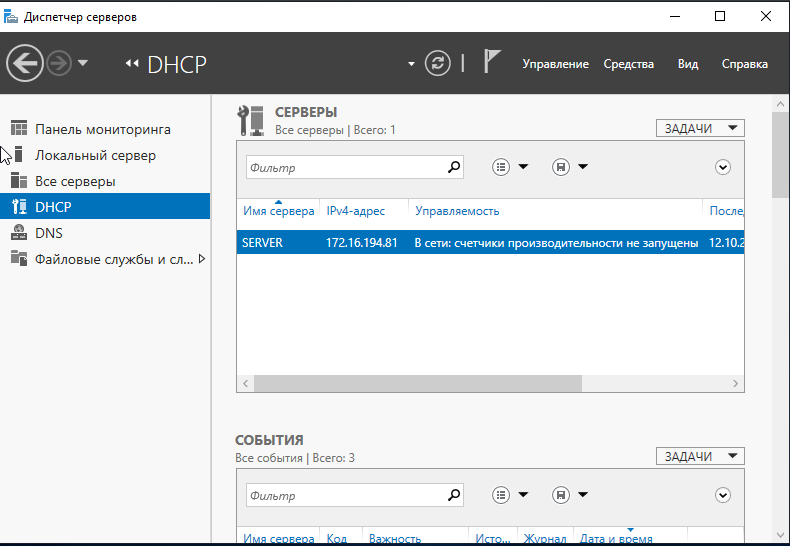 Диспетчер серверов
DHCP
Управление Средства Вид Справка
Панель мониторинга
Локальный сервер
Все серверы
DHCP
DNS
Файловые службы и сл...
СЕРВЕРЫ
Все серверы | Всего: 1
ЗАДАЧИ
Фильтр
Имя сервера IPv4-адрес Управляемость Послед
SERVER 172.16.194.81 В сети: счетчики производительности не запущены 12.10.2
СОБЫТИЯ
Все события | Всего: 3
ЗАДАЧИ
Фильтр
Имя сервера Код Важность Исто... Журнал Дата и время